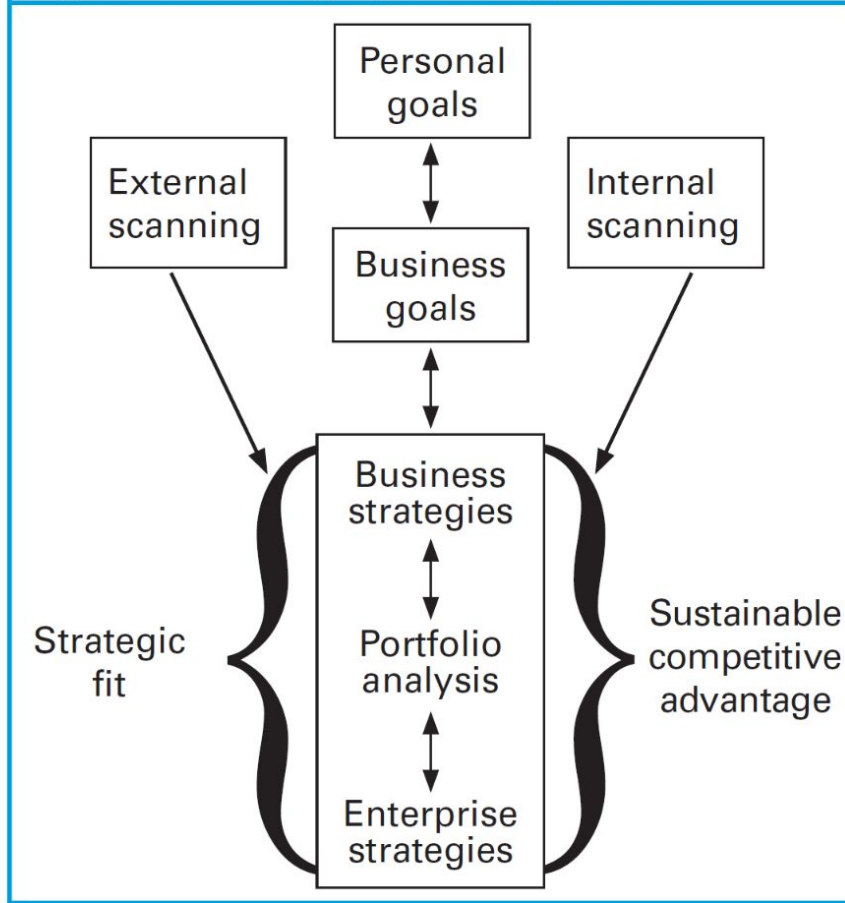 Personal
goals
External
scanning
Internal
scanning
Business
goals
Business
strategies
Strategic
fit
Portfolio
analysis
Sustainable
competitive
advantage
Enterprise
strategies